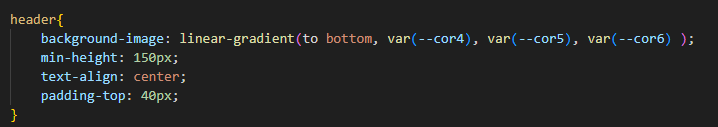 header{
    background-image: linear-gradient(to bottom, var(--cor4), var(--cor5), var(--cor6) );
    min-height: 150px;
    text-align: center;
    padding-top: 40px;
}